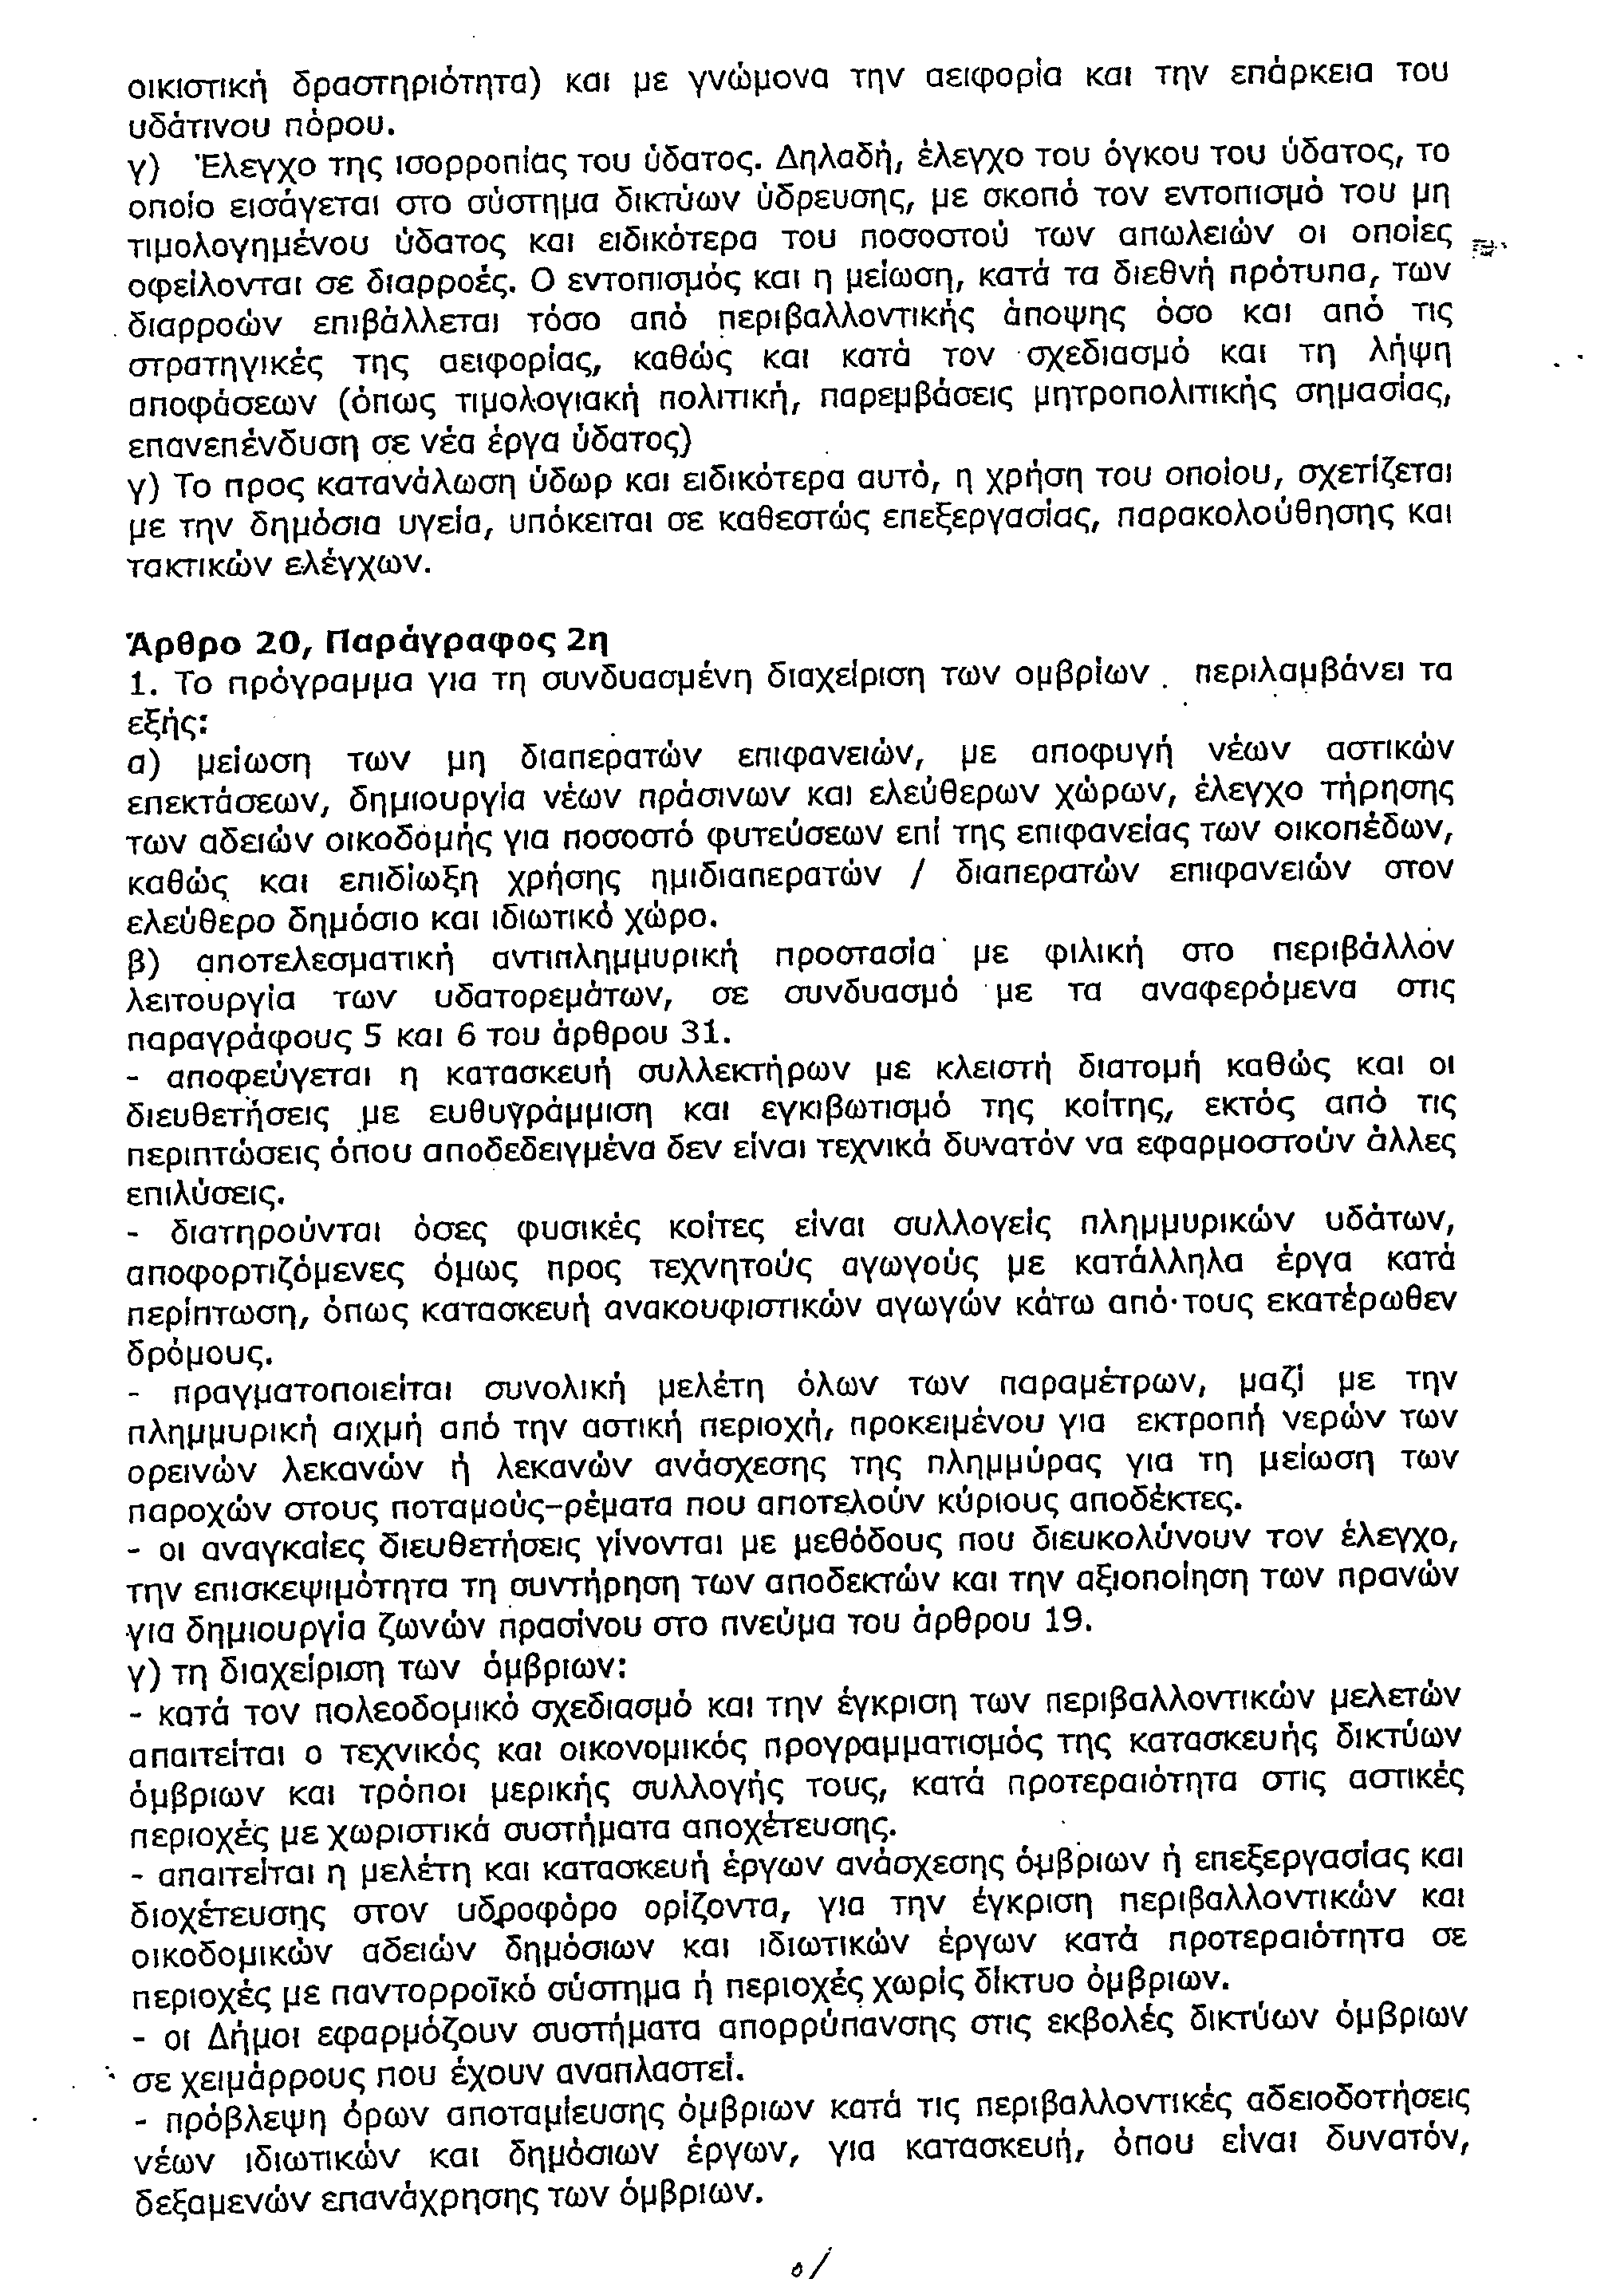 οικιστική δραστηριότητα) και με γνώμονα την αειφορία και την επάρκεια του
υδάτινου πόρου.
γ) Έλεγχο της ισορροπίας του ύδατος. Δηλαδή, έλεγχο του όγκου του ύδατος, το
οποίο εισάγεται στο σύστημα δικτύων ύδρευσης, με σκοπό τον εντοπισμό του μη
τιμολογημένου ύδατος και ειδικότερα του ποσοστού των απωλειών οι οποίες
οφείλονται σε διαρροές. Ο εντοπισμός και η μείωση, κατά τα διεθνή πρότυπα, των
διαρροών επιβάλλεται τόσο από περιβαλλοντικής άποψης όσο και από τις
στρατηγικές της αειφορίας, καθώς και κατά τον σχεδιασμό και τη λήψη
αποφάσεων (όπως τιμολογιακή πολιτική, παρεμβάσεις μητροπολιτικής σημασίας,
επανεπένδυση σε νέα έργα ύδατος)
γ) Το προς κατανάλωση ύδωρ και ειδικότερα αυτό, η χρήση του οποίου, σχετίζεται
με την δημόσια υγεία, υπόκειται σε καθεστώς επεξεργασίας, παρακολούθησης και
τακτικών ελέγχων.
Άρθρο 20, Παράγραφος 2η
1. Το πρόγραμμα για τη συνδυασμένη διαχείριση των ομβρίων . περιλαμβάνει τα
εξής:
α) μείωση των μη διαπερατών επιφανειών, με αποφυγή νέων αστικών
επεκτάσεων, δημιουργία νέων πράσινων και ελεύθερων χώρων, έλεγχο τήρησης
των αδειών οικοδομής για ποσοστό φυτεύσεων επί της επιφανείας των οικοπέδων,
καθώς και επιδίωξη χρήσης ημιδιαπερατών / διαπερατών επιφανειών στον
ελεύθερο δημόσιο και ιδιωτικό χώρο.
β) αποτελεσματική αντιπλημμυρική προστασία με φιλική στο περιβάλλον
λειτουργία των υδατορεμάτων, σε συνδυασμό με τα αναφερόμενα στις
παραγράφους 5 και 6 του άρθρου 31.
- αποφεύγεται η κατασκευή συλλεκτήρων με κλειστή διατομή καθώς και οι
διευθετήσεις με ευθυγράμμιση και εγκιβωτισμό της κοίτης, εκτός από τις
περιπτώσεις όπου αποδεδειγμένα δεν είναι τεχνικά δυνατόν να εφαρμοστούν άλλες
επιλύσεις.
- διατηρούνται όσες φυσικές κοίτες είναι συλλογείς πλημμυρικών υδάτων,
αποφορτιζόμενες όμως προς τεχνητούς αγωγούς με κατάλληλα έργα κατά
περίπτωση, όπως κατασκευή ανακουφιστικών αγωγών κάτω από τους εκατέρωθεν
δρόμους.
- πραγματοποιείται συνολική μελέτη όλων των παραμέτρων, μαζί με την
πλημμυρική αιχμή από την αστική περιοχή, προκειμένου για εκτροπή νερών των
ορεινών λεκανών ή λεκανών ανάσχεσης της πλημμύρας για τη μείωση των
παροχών στους ποταμούς-ρέματα που αποτελούν κύριους αποδέκτες.
- οι αναγκαίες διευθετήσεις γίνονται με μεθόδους που διευκολύνουν τον έλεγχο,
την επισκεψιμότητα τη συντήρηση των αποδεκτών και την αξιοποίηση των πρανών
για δημιουργία ζωνών πρασίνου στο πνεύμα του άρθρου 19.
γ) τη διαχείριση των όμβριων:
- κατά τον πολεοδομικό σχεδιασμό και την έγκριση των περιβαλλοντικών μελετών
απαιτείται ο τεχνικός και οικονομικός προγραμματισμός της κατασκευής δικτύων
όμβριων και τρόποι μερικής συλλογής τους, κατά προτεραιότητα στις αστικές
περιοχές με χωριστικά συστήματα αποχέτευσης.
- απαιτείται η μελέτη και κατασκευή έργων ανάσχεσης όμβριων ή επεξεργασίας και
διοχέτευσης στον υδροφόρο ορίζοντα, για την έγκριση περιβαλλοντικών και
οικοδομικών αδειών δημόσιων και ιδιωτικών έργων κατά προτεραιότητα σε
περιοχές με παντορροϊκό σύστημα ή περιοχές χωρίς δίκτυο όμβριων.
- οι Δήμοι εφαρμόζουν συστήματα απορρύπανσης στις εκβολές δικτύων όμβριων
σε χειμάρρους που έχουν αναπλαστεί.
- πρόβλεψη όρων αποταμίευσης όμβριων κατά τις περιβαλλοντικές αδειοδοτήσεις
νέων ιδιωτικών και δημόσιων έργων, για κατασκευή, όπου είναι δυνατόν,
δεξαμενών επανάχρησης των όμβριων.